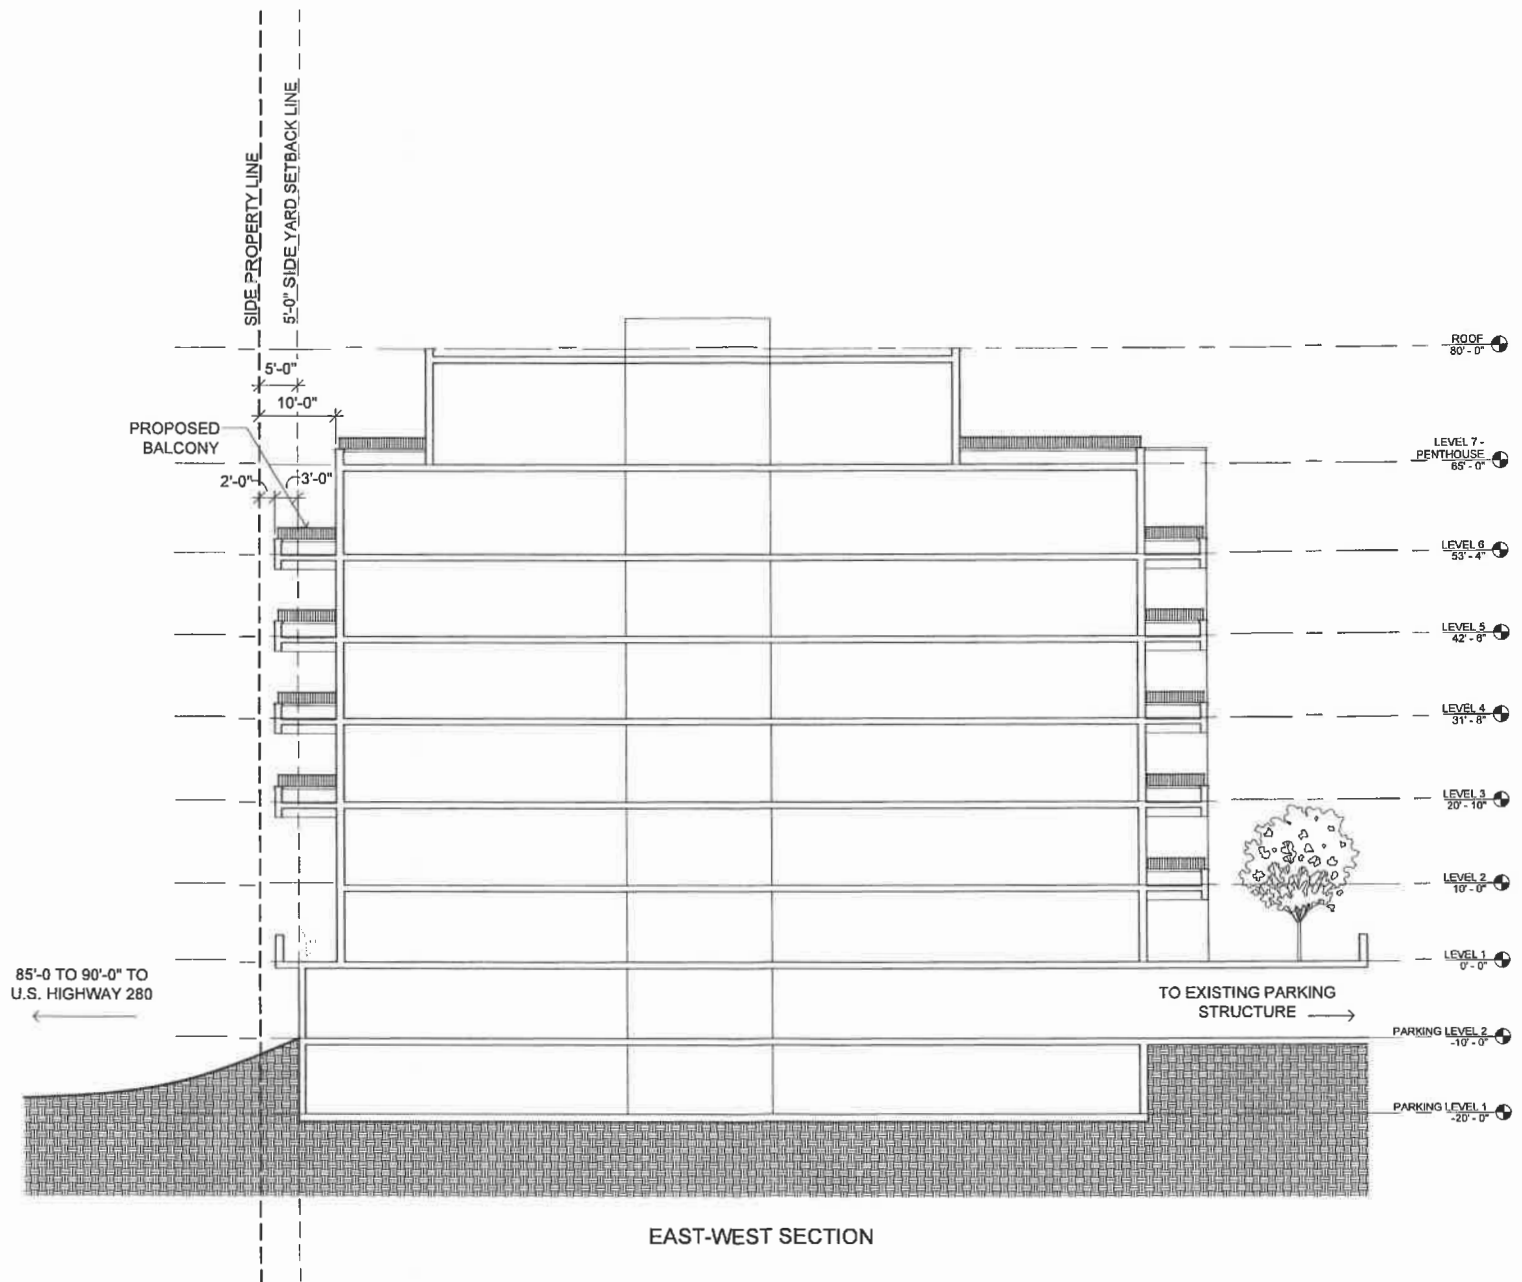 SIDE PROPERTY LINE
5'-0" SIDE YARD SETBACK LINE
ROOF
80' - 0"
5'-0"
10'-0"
PROPOSED
BALCONY
LEVEL 7 -
PENTHOUSE
65' - 0"
2'-0"
3'-0"
LEVEL 6
53' - 4"
LEVEL 5
42' - 6"
LEVEL 4
31' - 8"
LEVEL 3
20' - 10"
LEVEL 2
10' - 0"
LEVEL 1
0' - 0"
85'-0 TO 90'-0" TO
U.S. HIGHWAY 280
TO EXISTING PARKING
STRUCTURE
PARKING LEVEL 2
-10' - 0"
PARKING LEVEL 1
-20' - 0"
EAST-WEST SECTION